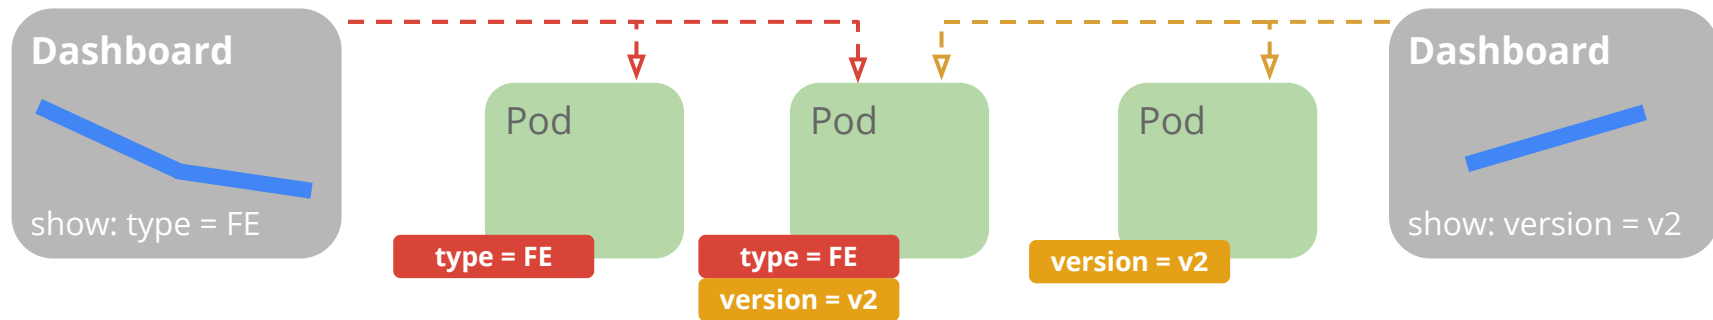 Dashboard
show: type = FE
Pod
type = FE
Pod
type = FE
version = v2
Pod
version = v2
Dashboard
show: version = v2